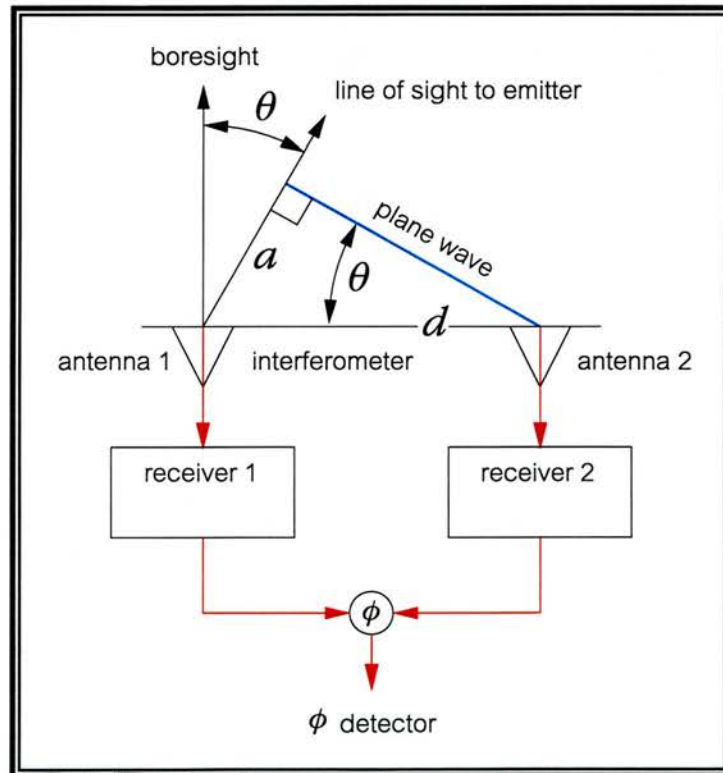 boresight
line of sight to emitter
θ
plane wave
a
θ
d
antenna 1
interferometer
antenna 2
receiver 1
receiver 2
ϕ
ϕ detector